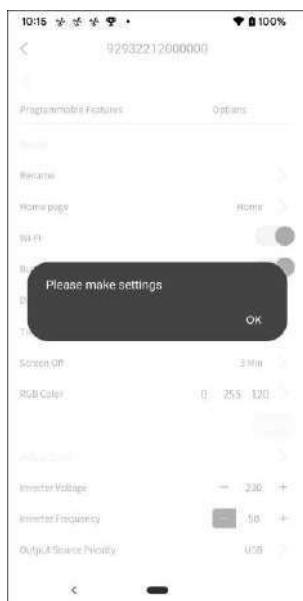 10:15 100%
92932212000000
Programmable Features Options
Rename
Home page Home
Wi-Fi
Please make settings
OK
Screen Off 3 Min
RGB Color 0 255 120
Inverter Voltage − 230 +
Inverter Frequency − 50 +
Output Source Priority USB